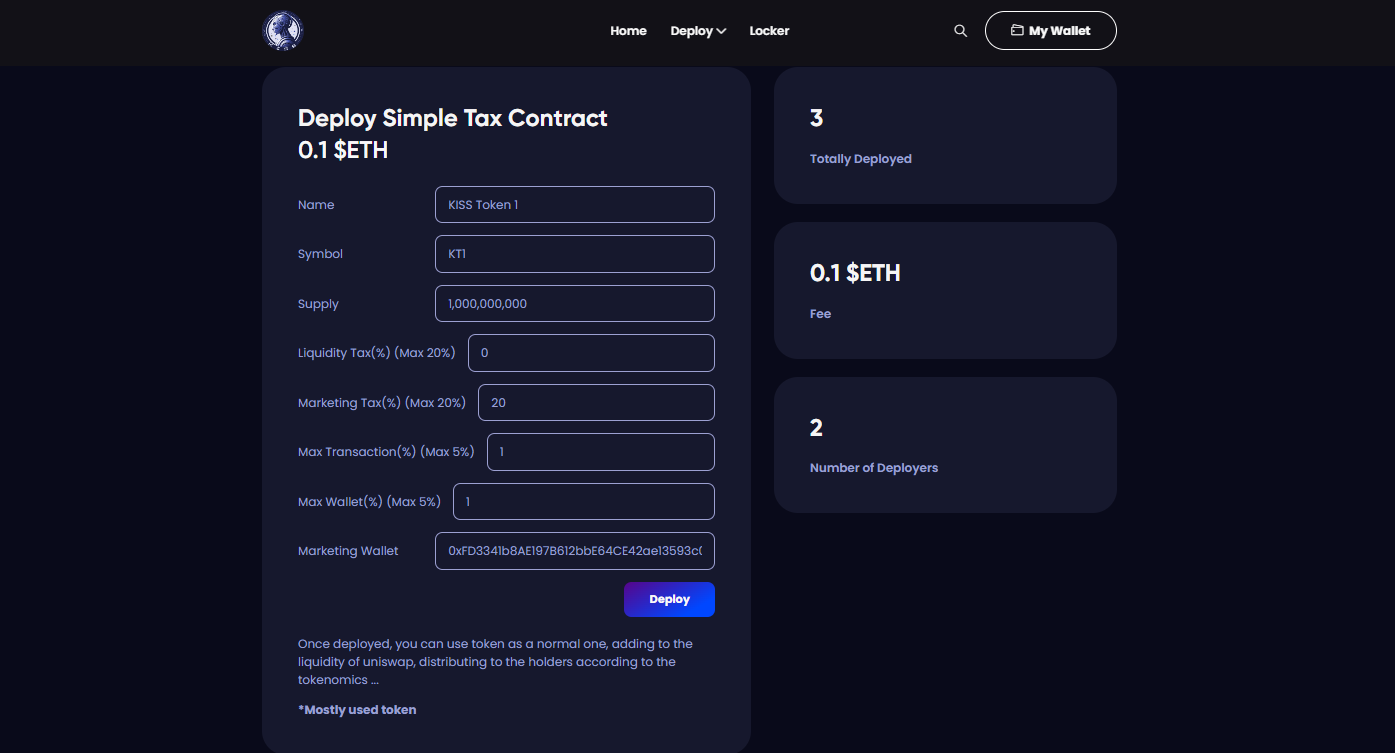 Home Deploy Locker My Wallet
Deploy Simple Tax Contract
0.1 $ETH
Name KISS Token 1
Symbol KT1
Supply 1,000,000,000
Liquidity Tax(%) (Max 20%) 0
Marketing Tax(%) (Max 20%) 20
Max Transaction(%) (Max 5%) 1
Max Wallet(%) (Max 5%) 1
Marketing Wallet 0xFD3341b8AE197B612bbE64CE42ae13593c(
Deploy
Once deployed, you can use token as a normal one, adding to the
liquidity of uniswap, distributing to the holders according to the
tokenomics ...
*Mostly used token
3
Totally Deployed
0.1 $ETH
Fee
2
Number of Deployers